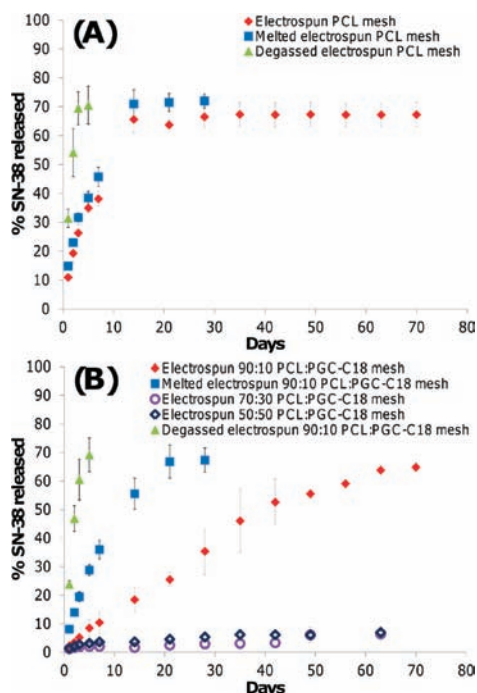 (A)
Electrospun PCL mesh
Melted electrospun PCL mesh
Degassed electrospun PCL mesh
% SN-38 released
100
90
80
70
60
50
40
30
20
10
0
0 10 20 30 40 50 60 70 80
Days
(B)
Electrospun 90:10 PCL:PGC-C18 mesh
Melted electrospun 90:10 PCL:PGC-C18 mesh
Electrospun 70:30 PCL:PGC-C18 mesh
Electrospun 50:50 PCL:PGC-C18 mesh
Degassed electrospun 90:10 PCL:PGC-C18 mesh
% SN-38 released
100
90
80
70
60
50
40
30
20
10
0
0 10 20 30 40 50 60 70 80
Days